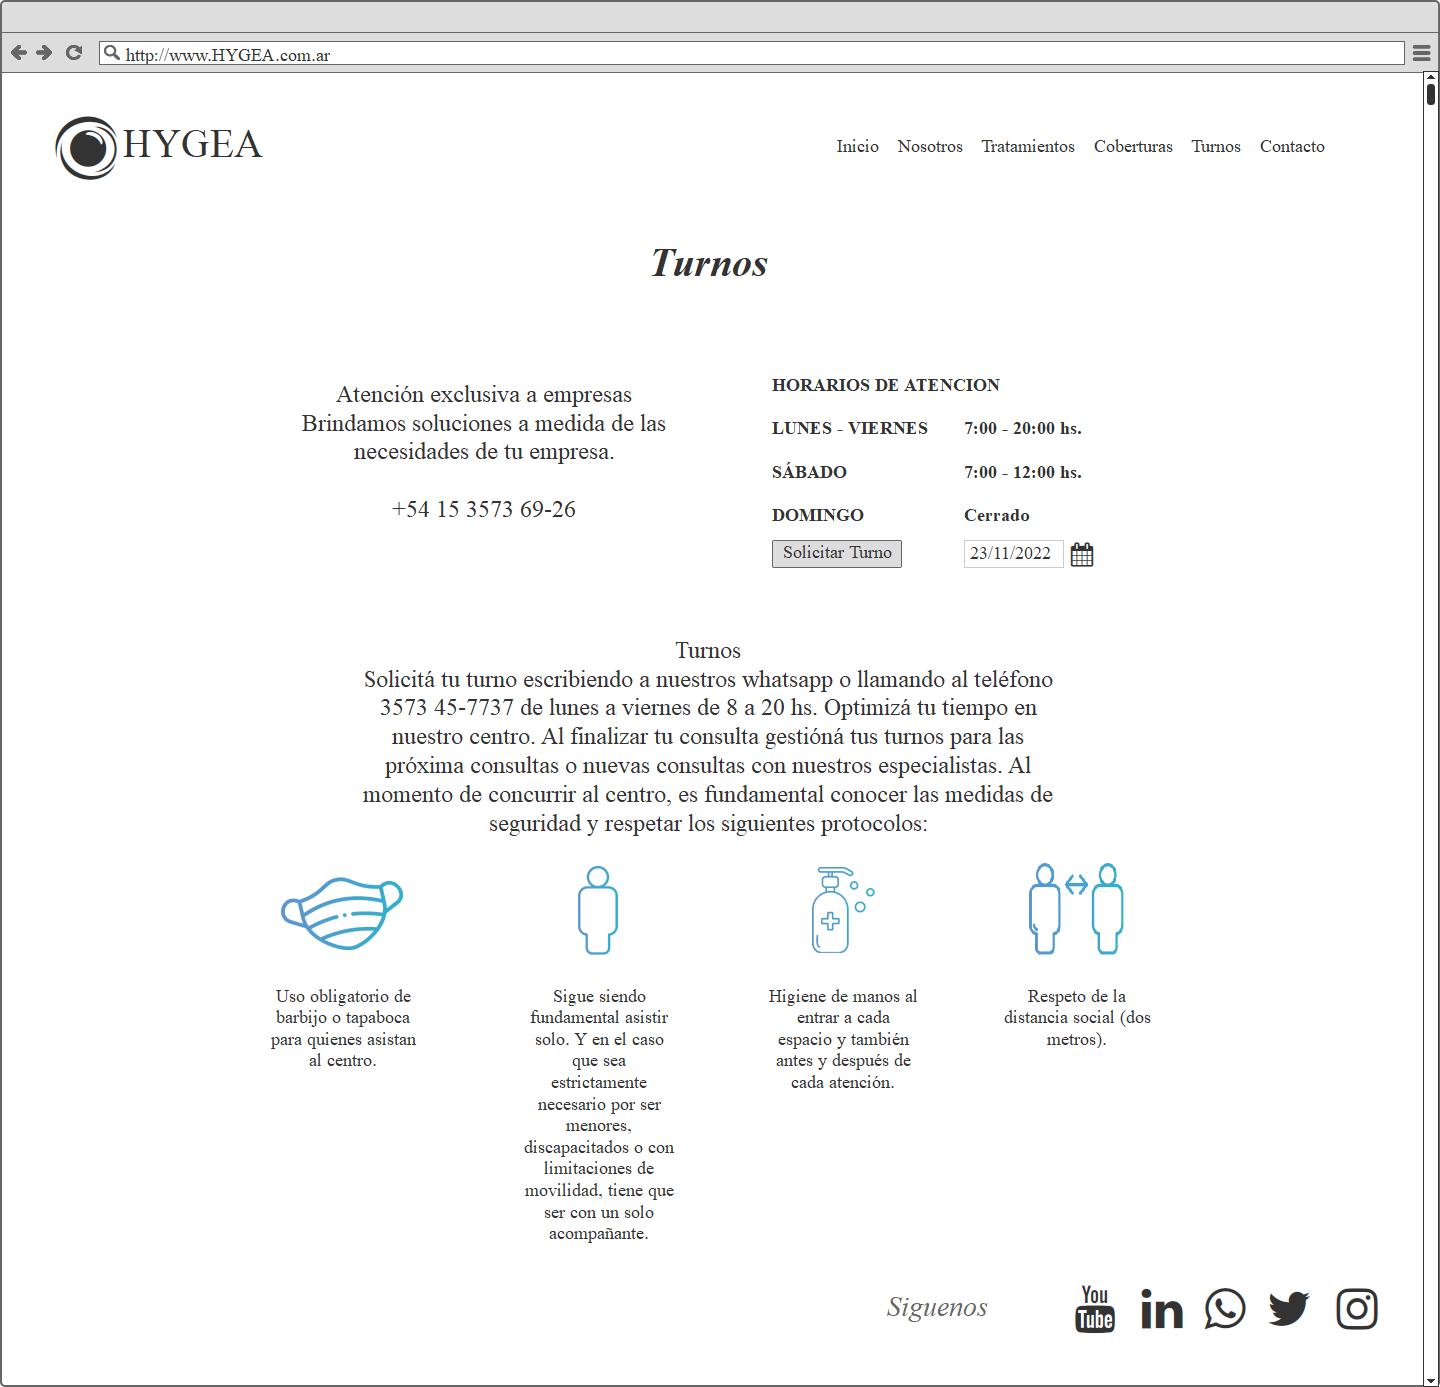 http://www.HYGEA.com.ar
HYGEA
Inicio Nosotros Tratamientos Coberturas Turnos Contacto
Turnos
Atención exclusiva a empresas
Brindamos soluciones a medida de las
necesidades de tu empresa.
+54 15 3573 69-26
HORARIOS DE ATENCION
LUNES - VIERNES 7:00 - 20:00 hs.
SÁBADO 7:00 - 12:00 hs.
DOMINGO Cerrado
Solicitar Turno 23/11/2022
Turnos
Solicitá tu turno escribiendo a nuestros whatsapp o llamando al teléfono
3573 45-7737 de lunes a viernes de 8 a 20 hs. Optimizá tu tiempo en
nuestro centro. Al finalizar tu consulta gestióná tus turnos para las
próxima consultas o nuevas consultas con nuestros especialistas. Al
momento de concurrir al centro, es fundamental conocer las medidas de
seguridad y respetar los siguientes protocolos:
Uso obligatorio de
barbijo o tapaboca
para quienes asistan
al centro.
Sigue siendo
fundamental asistir
solo. Y en el caso
que sea
estrictamente
necesario por ser
menores,
discapacitados o con
limitaciones de
movilidad, tiene que
ser con un solo
acompañante.
Higiene de manos al
entrar a cada
espacio y también
antes y después de
cada atención.
Respeto de la
distancia social (dos
metros).
Siguenos
You
Tube
in